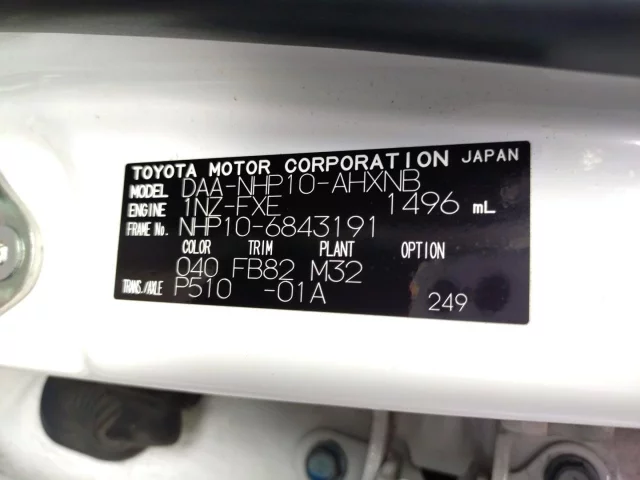 TOYOTA MOTOR CORPORATION JAPAN
MODEL DAA-NHP10-AHXNB
ENGINE 1NZ-FXE 1496 mL
FRAME No. NHP10-6843191
COLOR TRIM PLANT OPTION
040 FB82 M32
TRANS./AXLE P510 -01A
249